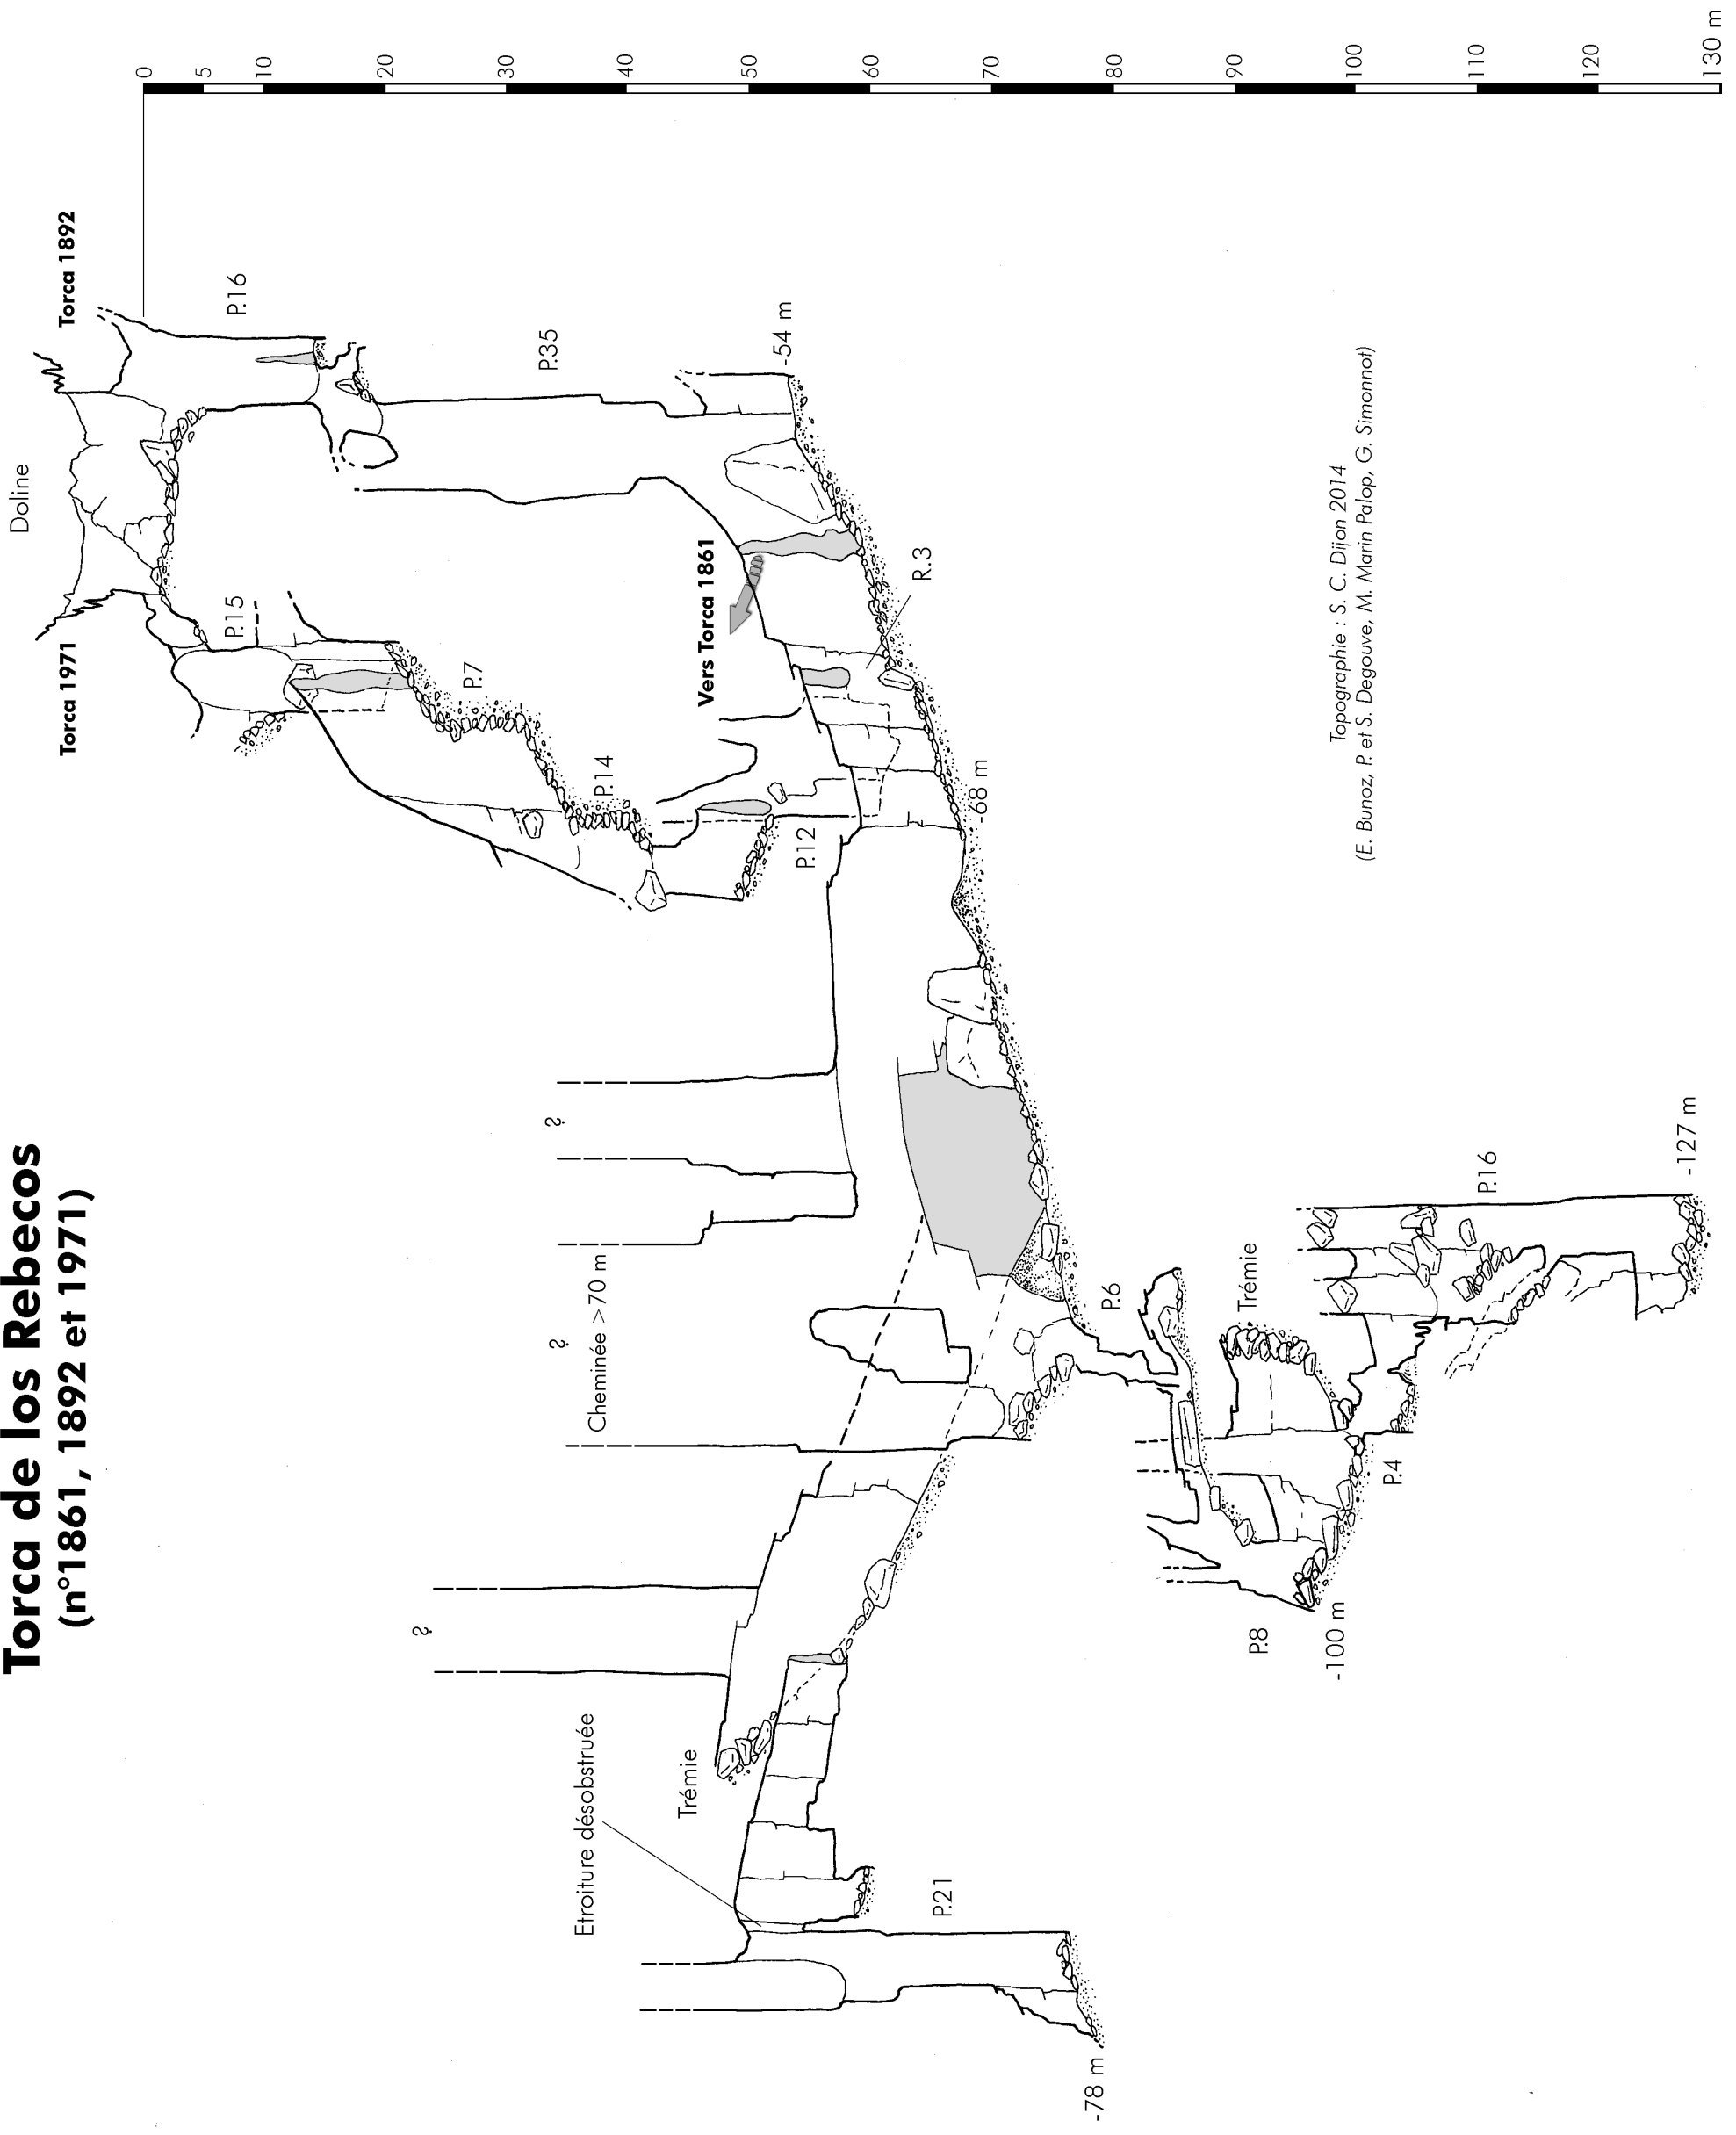 Torca de los Rebecos
(n°1861, 1892 et 1971)
0
5
10
20
30
40
50
60
70
80
90
100
110
120
130 m
Torca 1892
Doline
Torca 1971
P.16
P.15
P.35
P.7
P.14
-54 m
Vers Torca 1861
R.3
P.12
-68 m
?
?
Cheminée >70 m
?
Etroiture désobstruée
Trémie
P.21
-78 m
P.6
Trémie
P.8
-100 m
P.4
P.16
-127 m
Topographie : S. C. Dijon 2014
(E. Bunoz, P. et S. Degouve, M. Marin Palop, G. Simonnot)